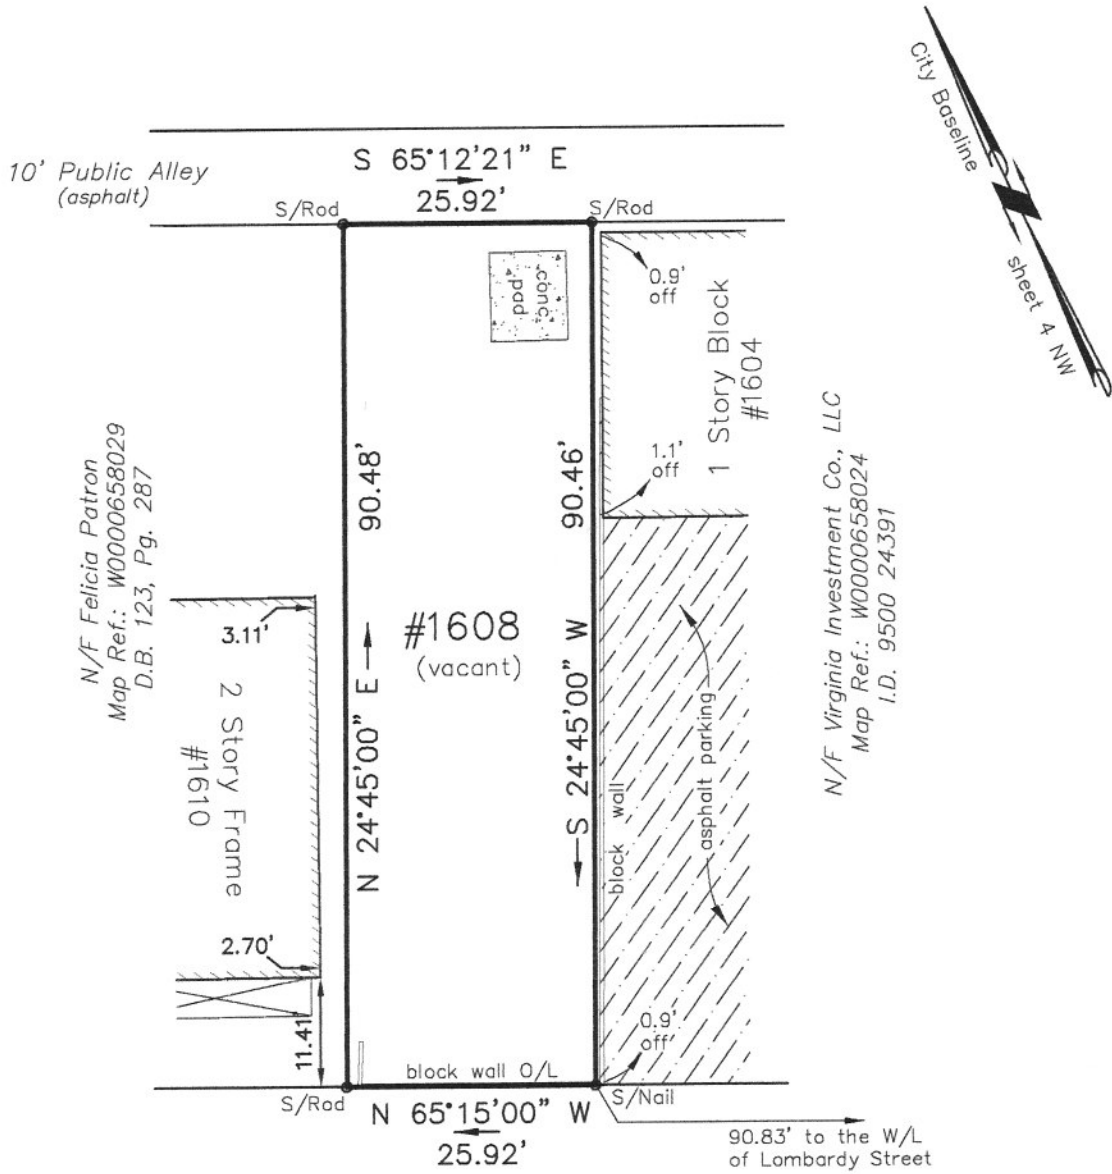 City Baseline
sheet 4 NW
10' Public Alley
(asphalt)
S 65°12'21" E
25.92'
S/Rod
S/Rod
conc.
pad
0.9'
off
1 Story Block
#1604
1.1'
off
N/F Felicia Patron
Map Ref.: W0000658029
D.B. 123, Pg. 287
90.48'
90.46'
N/F Virginia Investment Co., LLC
Map Ref.: W0000658024
I.D. 9500 24391
3.11'
#1608
(vacant)
2 Story Frame
#1610
N 24°45'00" E
S 24°45'00" W
block wall
asphalt parking
2.70'
11.41'
0.9'
off
block wall O/L
S/Rod
S/Nail
N 65°15'00" W
25.92'
90.83' to the W/L
of Lombardy Street